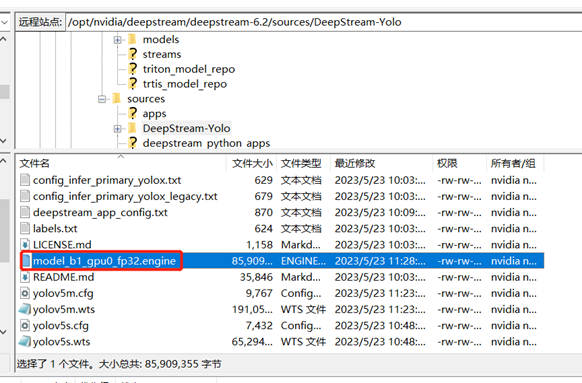 远程站点: /opt/nvidia/deepstream/deepstream-6.2/sources/DeepStream-Yolo
models
streams
triton_model_repo
trtis_model_repo
sources
apps
DeepStream-Yolo
deepstream_python_apps
文件名 文件大小 文件类型 最近修改 权限 所有者/组
config_infer_primary_yolox.txt 629 文本文档 2023/5/23 10:03:... -rw-rw-... nvidia n...
config_infer_primary_yolox_legacy.txt 679 文本文档 2023/5/23 10:03:... -rw-rw-... nvidia n...
deepstream_app_config.txt 870 文本文档 2023/5/23 10:09:... -rw-rw-... nvidia n...
labels.txt 624 文本文档 2023/5/23 10:03:... -rw-rw-... nvidia n...
LICENSE.md 1,158 Markd... 2023/5/23 10:03:... -rw-rw-... nvidia n...
model_b1_gpu0_fp32.engine 85,909... ENGINE... 2023/5/23 11:28:... -rw-rw-... nvidia n...
README.md 35,846 Markd... 2023/5/23 10:03:... -rw-rw-... nvidia n...
yolov5m.cfg 9,767 Config... 2023/5/23 11:23:... -rw-rw-... nvidia n...
yolov5m.wts 191,05... WTS 文件 2023/5/23 11:23:... -rw-rw-... nvidia n...
yolov5s.cfg 7,432 Config... 2023/5/23 10:48:... -rw-rw-... nvidia n...
yolov5s.wts 65,294... WTS 文件 2023/5/23 10:48:... -rw-rw-... nvidia n...
选择了 1 个文件。大小总共: 85,909,355 字节